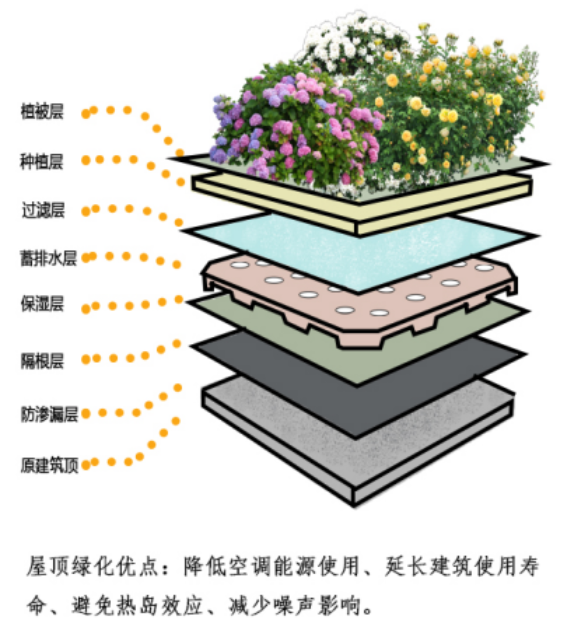 植被层
种植层
过滤层
蓄排水层
保湿层
隔根层
防渗漏层
原建筑顶
屋顶绿化优点：降低空调能源使用、延长建筑使用寿
命、避免热岛效应、减少噪声影响。